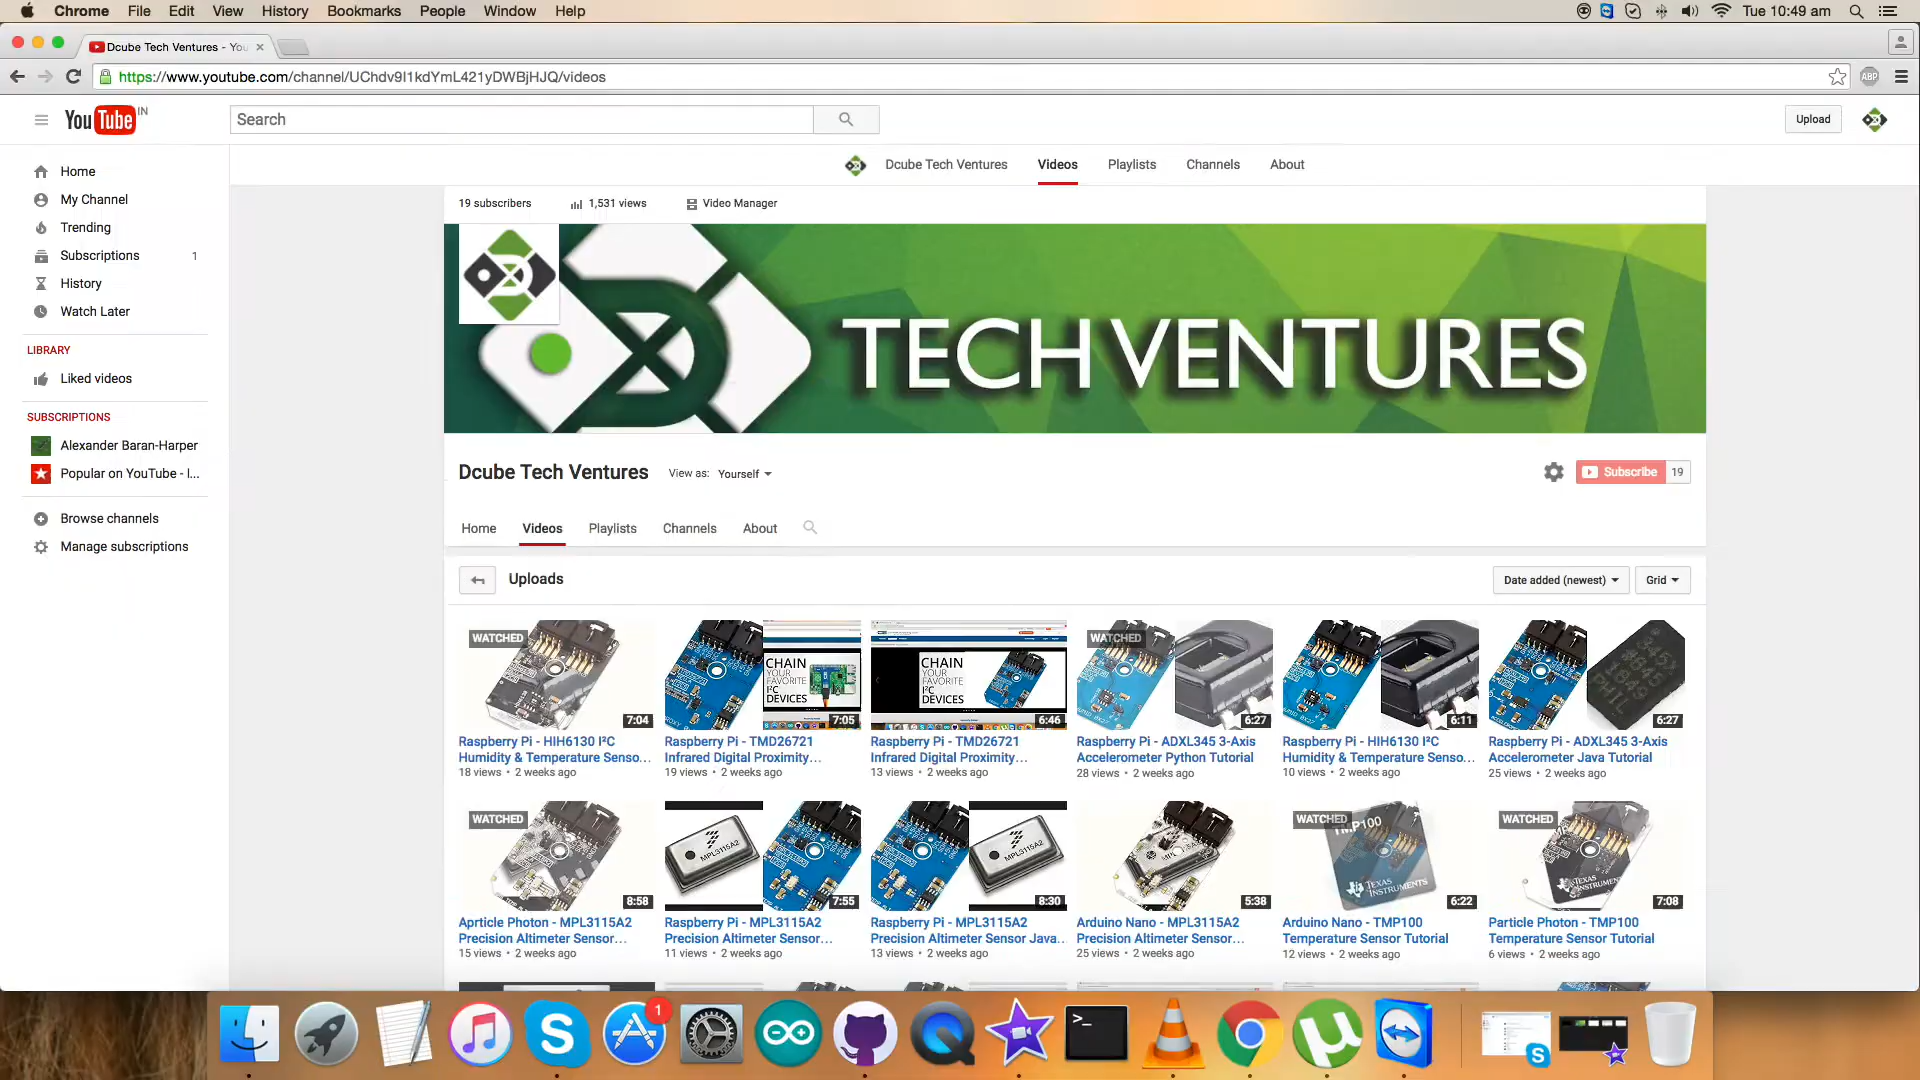 Chrome File Edit View History Bookmarks People Window Help
Tue 10:49 am
Dcube Tech Ventures - You
https://www.youtube.com/channel/UChdv9I1kdYmL421yDWBjHJQ/videos
ABP
YouTube IN
Search
Upload
Dcube Tech Ventures Videos Playlists Channels About
Home
My Channel
Trending
Subscriptions 1
History
Watch Later
LIBRARY
Liked videos
SUBSCRIPTIONS
Alexander Baran-Harper
Popular on YouTube - I...
Browse channels
Manage subscriptions
19 subscribers 1,531 views Video Manager
TECH VENTURES
Dcube Tech Ventures View as: Yourself
Subscribe 19
Home Videos Playlists Channels About
Uploads
Date added (newest) Grid
WATCHED
7:04
Raspberry Pi - HIH6130 I²C
Humidity & Temperature Senso...
18 views • 2 weeks ago
CHAIN
YOUR
FAVORITE
I²C
DEVICES
7:05
Raspberry Pi - TMD26721
Infrared Digital Proximity...
19 views • 2 weeks ago
CHAIN
YOUR
FAVORITE
I²C
DEVICES
6:46
Raspberry Pi - TMD26721
Infrared Digital Proximity...
13 views • 2 weeks ago
WATCHED
6:27
Raspberry Pi - ADXL345 3-Axis
Accelerometer Python Tutorial
28 views • 2 weeks ago
6:11
Raspberry Pi - HIH6130 I²C
Humidity & Temperature Senso...
10 views • 2 weeks ago
6:27
Raspberry Pi - ADXL345 3-Axis
Accelerometer Java Tutorial
25 views • 2 weeks ago
WATCHED
8:58
Aprticle Photon - MPL3115A2
Precision Altimeter Sensor...
15 views • 2 weeks ago
MPL3115A2
7:55
Raspberry Pi - MPL3115A2
Precision Altimeter Sensor...
11 views • 2 weeks ago
MPL3115A2
8:30
Raspberry Pi - MPL3115A2
Precision Altimeter Sensor Java...
13 views • 2 weeks ago
5:38
Arduino Nano - MPL3115A2
Precision Altimeter Sensor...
25 views • 2 weeks ago
WATCHED
TMP100
TEXAS
INSTRUMENTS
6:22
Arduino Nano - TMP100
Temperature Sensor Tutorial
12 views • 2 weeks ago
WATCHED
TEXAS
INSTRUMENTS
7:08
Particle Photon - TMP100
Temperature Sensor Tutorial
6 views • 2 weeks ago
1